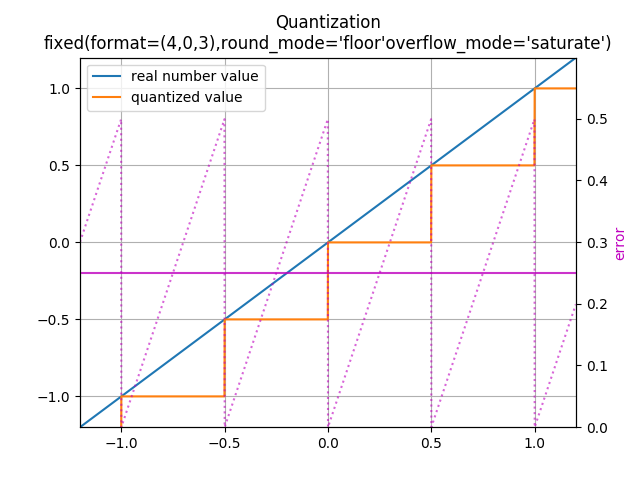 Quantization
fixed(format=(4,0,3),round_mode='floor'overflow_mode='saturate')
real number value
quantized value
1.0
0.5
0.0
−0.5
−1.0
0.5
0.4
0.3
0.2
0.1
0.0
error
−1.0 −0.5 0.0 0.5 1.0